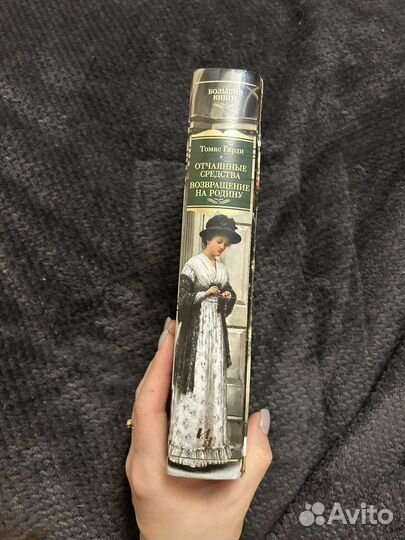 БОЛЬШИЕ
КНИГИ
Томас Гарди
ОТЧАЯННЫЕ
СРЕДСТВА
ВОЗВРАЩЕНИЕ
НА РОДИНУ
Avito